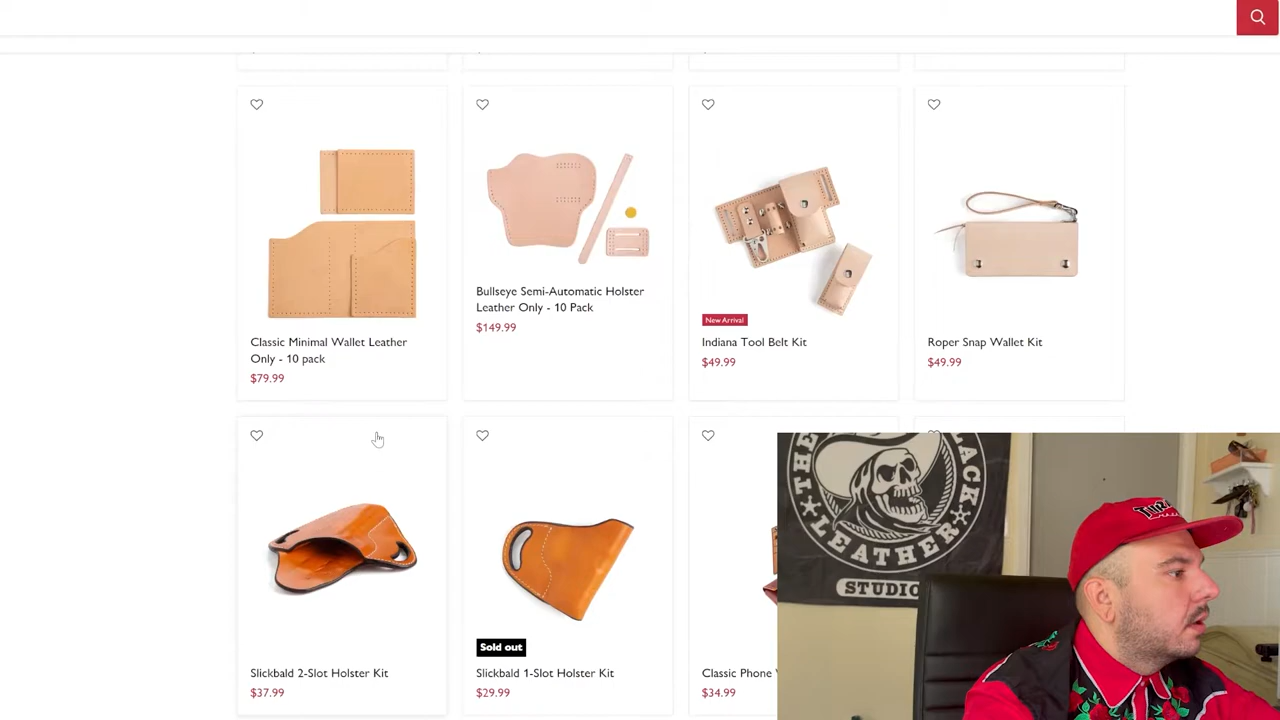 Classic Minimal Wallet Leather
Only - 10 pack
$79.99
Bullseye Semi-Automatic Holster
Leather Only - 10 Pack
$149.99
New Arrival
Indiana Tool Belt Kit
$49.99
Roper Snap Wallet Kit
$49.99
Slickbald 2-Slot Holster Kit
$37.99
Sold out
Slickbald 1-Slot Holster Kit
$29.99
Classic Phone
$34.99
THE
LACK
LEATHER
STUDIO